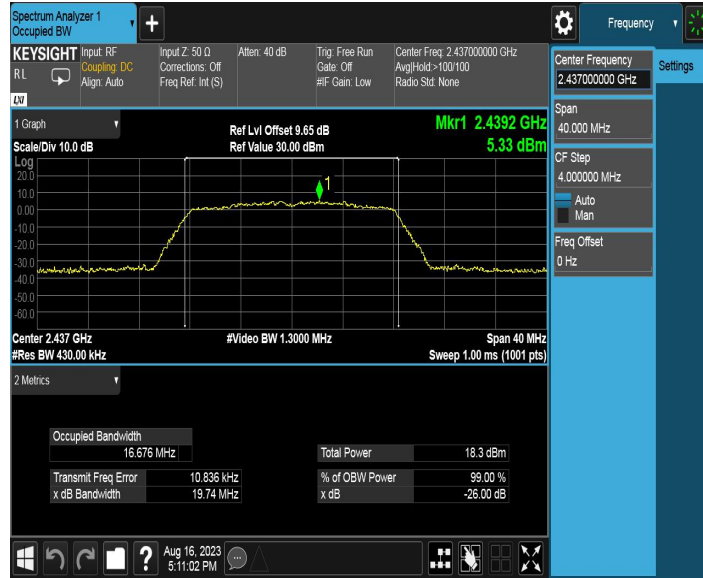 Spectrum Analyzer 1
Occupied BW
+
Frequency
KEYSIGHT
RL
LXI
Input: RF
Coupling: DC
Align: Auto
Input Z: 50 Ω
Corrections: Off
Freq Ref: Int (S)
Atten: 40 dB
Trig: Free Run
Gate: Off
#IF Gain: Low
Center Freq: 2.437000000 GHz
Avg|Hold:>100/100
Radio Std: None
Center Frequency
2.437000000 GHz
Settings
Span
40.000 MHz
CF Step
4.000000 MHz
Auto
Man
Freq Offset
0 Hz
1 Graph
Scale/Div 10.0 dB
Ref Lvl Offset 9.65 dB
Ref Value 30.00 dBm
Mkr1 2.4392 GHz
5.33 dBm
Log
20.0
10.0
0.00
-10.0
-20.0
-30.0
-40.0
-50.0
-60.0
1
Center 2.437 GHz
#Res BW 430.00 kHz
#Video BW 1.3000 MHz
Span 40 MHz
Sweep 1.00 ms (1001 pts)
2 Metrics
Occupied Bandwidth
16.676 MHz
Total Power 18.3 dBm
Transmit Freq Error 10.836 kHz
% of OBW Power 99.00 %
x dB Bandwidth 19.74 MHz
x dB -26.00 dB
?
Aug 16, 2023
5:11:02 PM